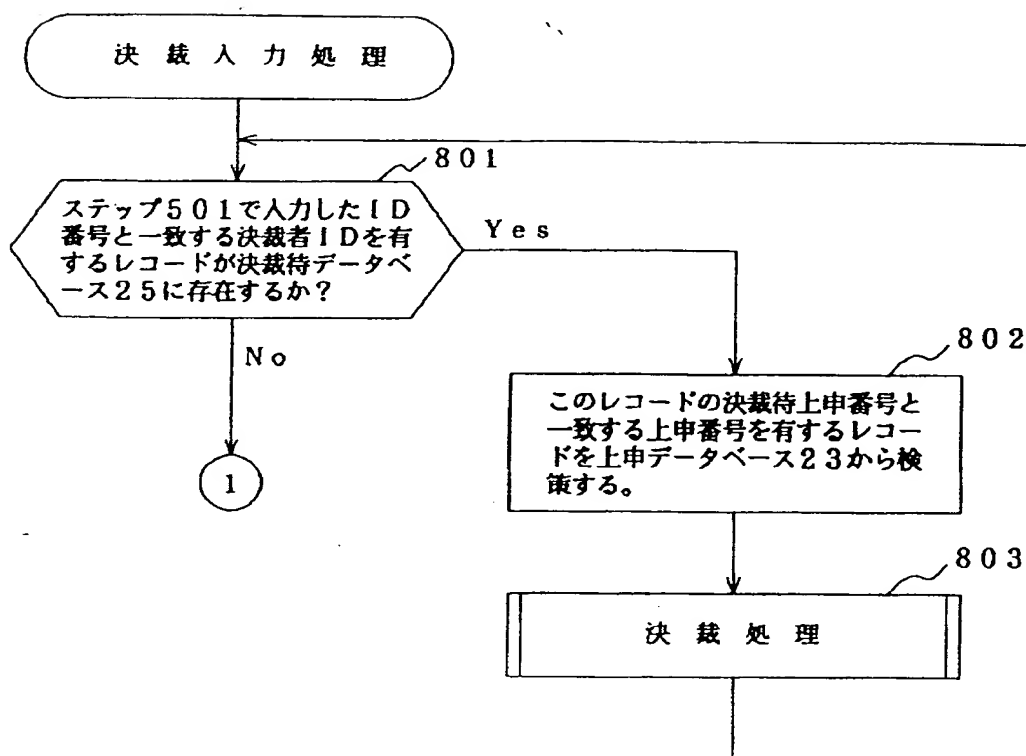 決裁入力処理
801
ステップ501で入力したID
番号と一致する決裁者IDを有
するレコードが決裁待データベ
ース25に存在するか？
Yes
No
802
このレコードの決裁待上申番号と
一致する上申番号を有するレコー
ドを上申データベース23から検
策する。
1
803
決裁処理